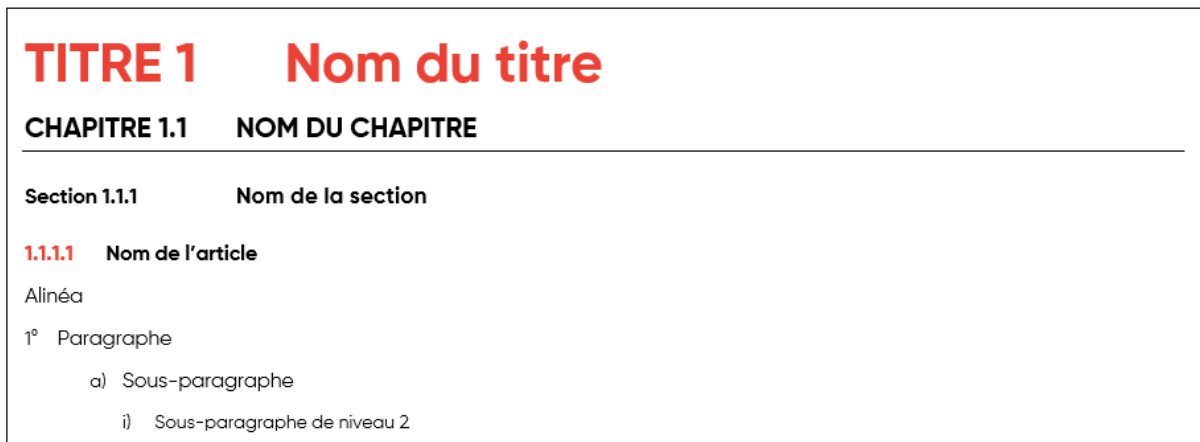 TITRE 1 Nom du titre
CHAPITRE 1.1 NOM DU CHAPITRE
Section 1.1.1 Nom de la section
1.1.1.1 Nom de l’article
Alinéa
1° Paragraphe
a) Sous-paragraphe
i) Sous-paragraphe de niveau 2